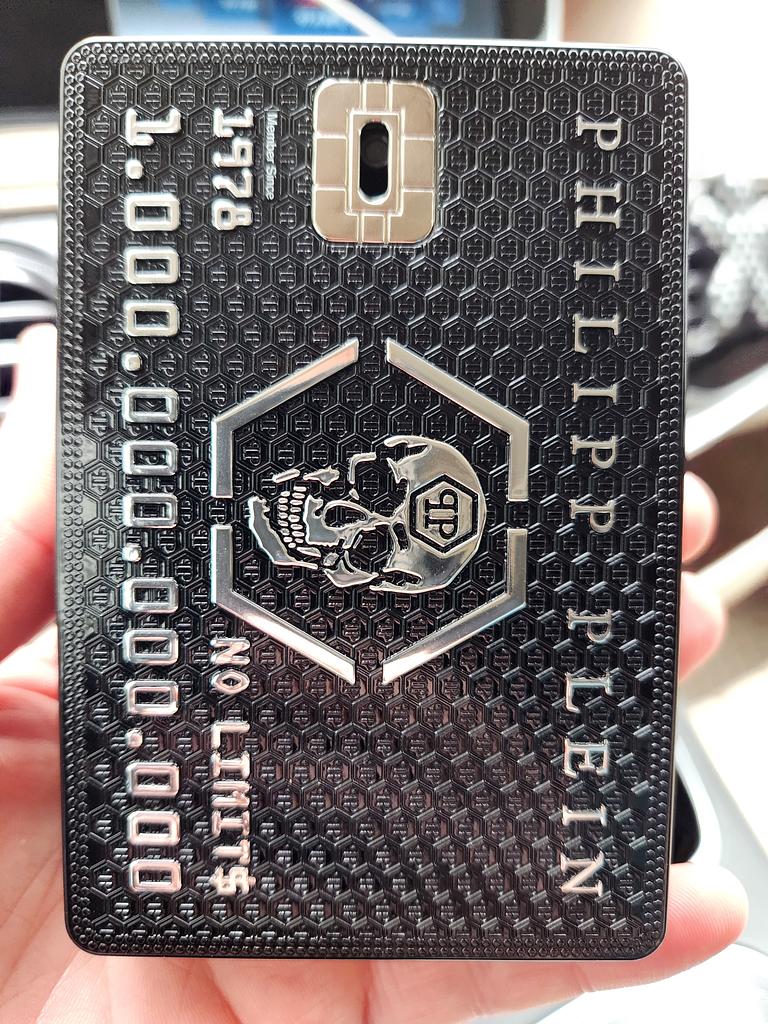 PHILIPP PLEIN
Member Since
1978
NO LIMIT$
1.000.000.000.000